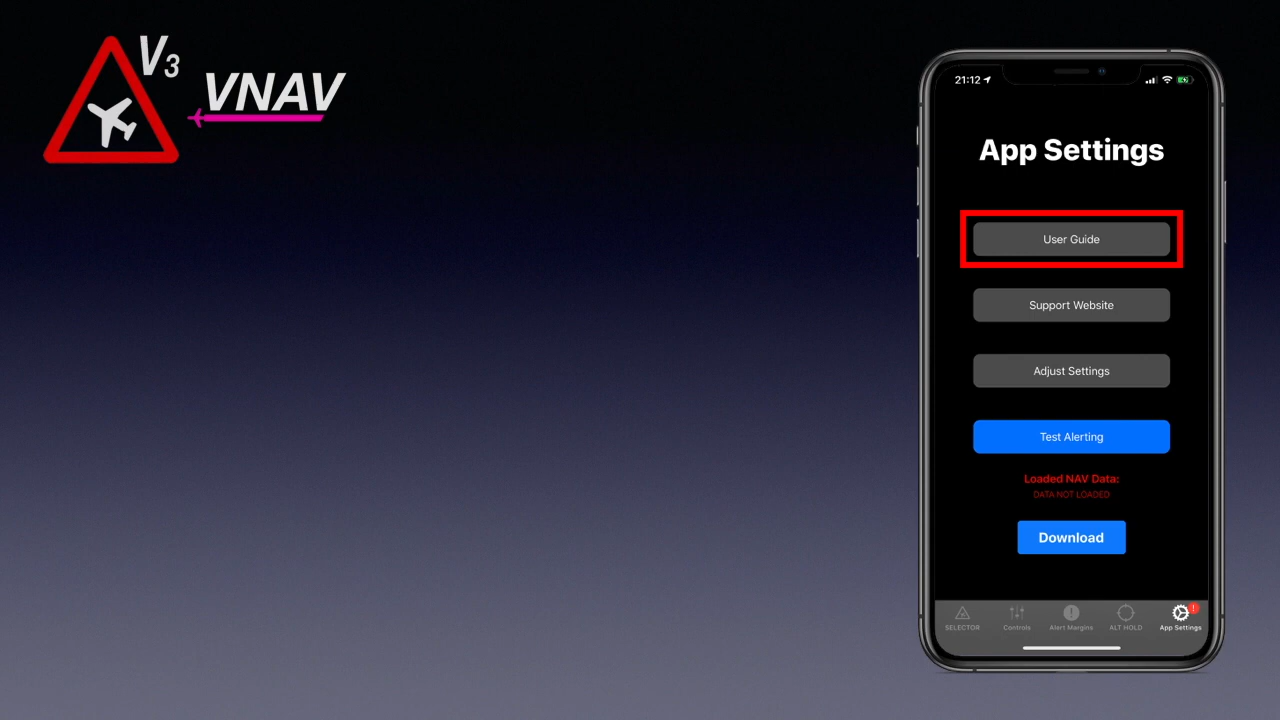 V3
VNAV
21:12
App Settings
User Guide
Support Website
Adjust Settings
Test Alerting
Loaded NAV Data:
DATA NOT LOADED
Download
!
SELECTOR Controls Alert Margins ALT HOLD App Settings